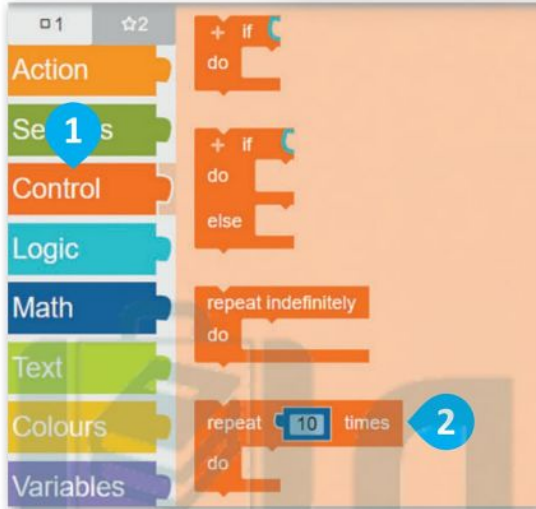 1 ☆2
Action
Se s
1
Control
Logic
Math
Text
Colours
Variables
+ if
do
+ if
do
else
repeat indefinitely
do
repeat 10 times
2
do